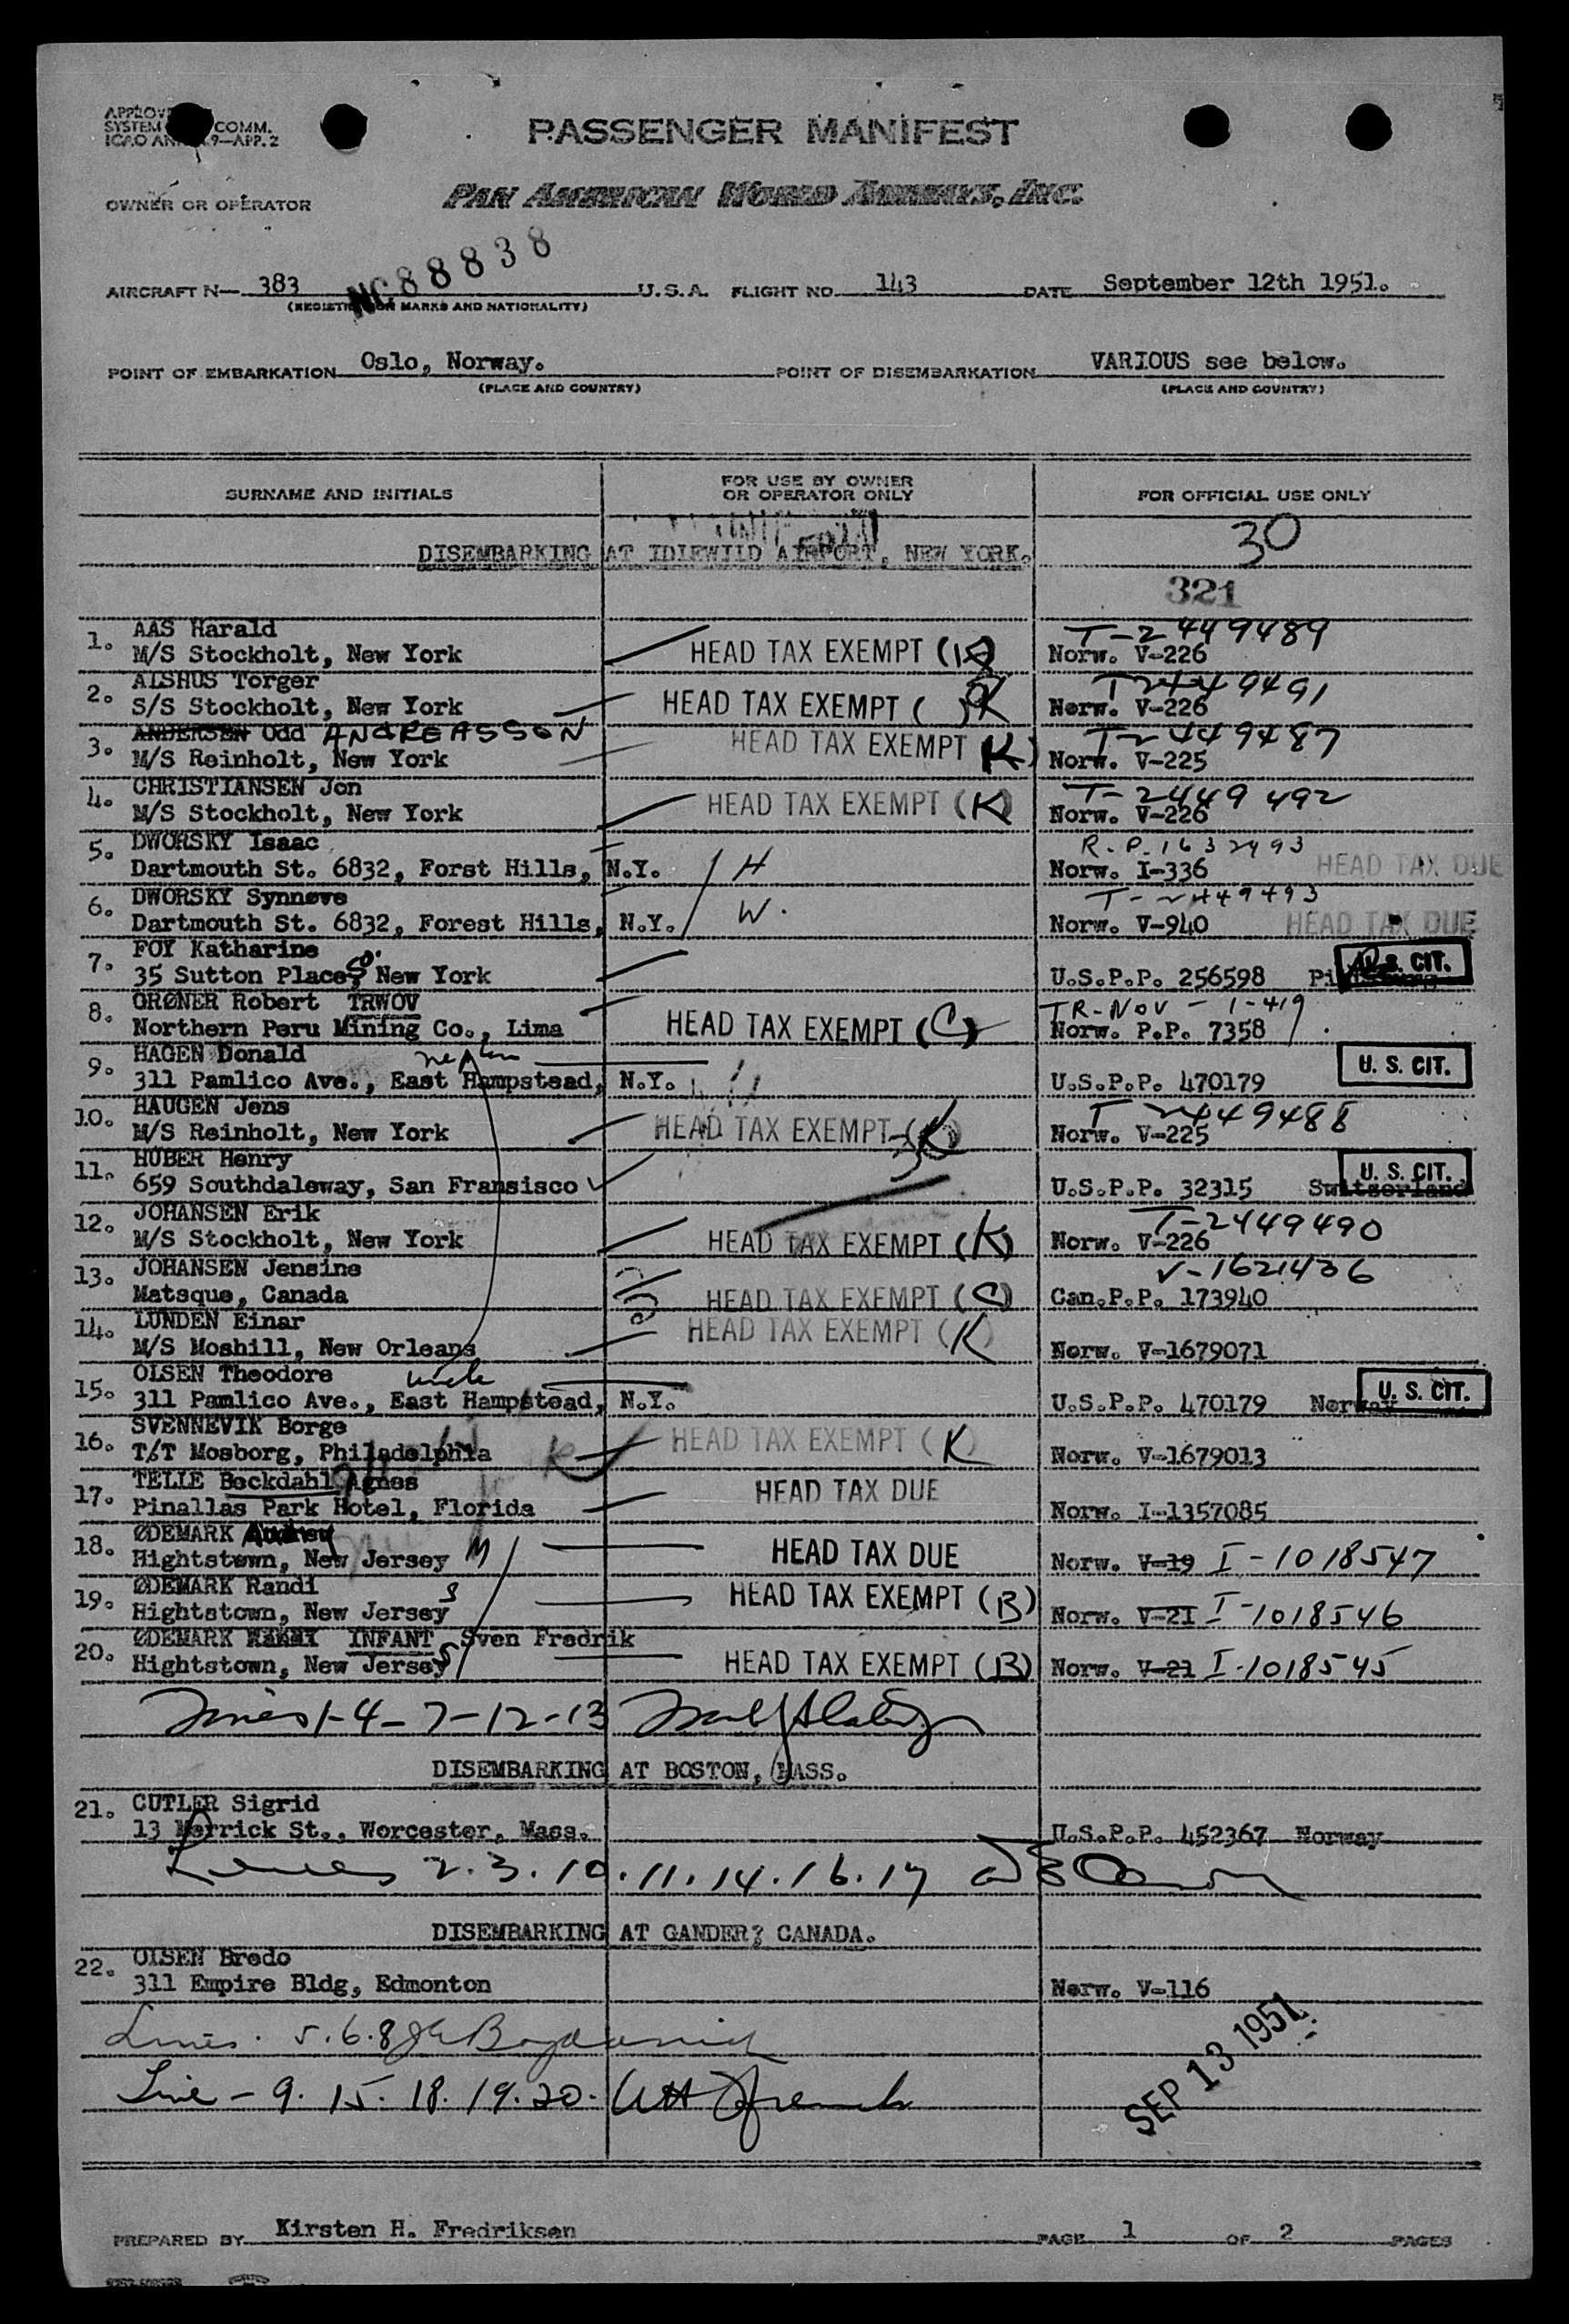 PASSENGER MANIFEST
OWNER OR OPERATOR
PAN AMERICAN WORLD AIRWAYS, INC.
NC88838
AIRCRAFT N— 383 U.S.A. FLIGHT NO. 143 DATE September 12th 1951.
MARKS AND NATIONALITY)
POINT OF EMBARKATION Oslo, Norway. POINT OF DISEMBARKATION VARIOUS see below.
(PLACE AND COUNTRY) (PLACE AND COUNTRY)
SURNAME AND INITIALS FOR USE BY OWNER OR OPERATOR ONLY FOR OFFICIAL USE ONLY
30
DISEMBARKING AT IDLEWILD AIRPORT, NEW YORK.
321
1. AAS Harald T-2449489
M/S Stockholt, New York HEAD TAX EXEMPT (K) Norw. V-226
2. ALSHUS Torger T2449491
S/S Stockholt, New York HEAD TAX EXEMPT ( ) K Norw. V-226
3. ANDERSEN Odd ANDREASSON T-2449487
M/S Reinholt, New York HEAD TAX EXEMPT (K) Norw. V-225
4. CHRISTIANSEN Jon T-2449492
M/S Stockholt, New York HEAD TAX EXEMPT (K) Norw. V-226
5. DWORSKY Isaac R.P. 1632493
Dartmouth St. 6832, Forst Hills, N.Y. H Norw. I-336 HEAD TAX DUE
6. DWORSKY Synnøve T-2449493
Dartmouth St. 6832, Forest Hills, N.Y. W. Norw. V-940 HEAD TAX DUE
7. FOY Katharine
35 Sutton Place, S. New York U.S.P.P. 256598 U.S. CIT.
8. GRØNER Robert TRWOV TR-NOV-1-419
Northern Peru Mining Co., Lima HEAD TAX EXEMPT (C) Norw. P.P. 7358
9. HAGEN Donald nephew
311 Pamlico Ave., East Hampstead, N.Y. U.S.P.P. 470179 U. S. CIT.
10. HAUGEN Jens T-2449488
M/S Reinholt, New York HEAD TAX EXEMPT (K) Norw. V-225
11. HUBER Henry
659 Southdaleway, San Fransisco U.S.P.P. 32315 Switzerland U. S. CIT.
12. JOHANSEN Erik T-2449490
M/S Stockholt, New York HEAD TAX EXEMPT (K) Norw. V-226
13. JOHANSEN Jensine V-1621436
Matsque, Canada HEAD TAX EXEMPT (C) Can.P.P. 173940
14. LUNDEN Einar
M/S Moshill, New Orleans HEAD TAX EXEMPT (K) Norw. V-1679071
15. OLSEN Theodore uncle
311 Pamlico Ave., East Hampstead, N.Y. U.S.P.P. 470179 Norway U. S. CIT.
16. SVENNEVIK Borge
T/T Mosborg, Philadelphia K HEAD TAX EXEMPT (K) Norw. V-1679013
17. TELLE Beckdahl Agnes
Pinallas Park Hotel, Florida HEAD TAX DUE Norw. I-1357085
18. ØDEMARK
Hightstown, New Jersey M HEAD TAX DUE Norw. V-19 I-1018547
19. ØDEMARK Randi
Hightstown, New Jersey S HEAD TAX EXEMPT (B) Norw. V-21 I-1018546
20. ØDEMARK INFANT Sven Fredrik
Hightstown, New Jersey S HEAD TAX EXEMPT (B) Norw. V-21 I-1018545
Lines 1-4-7-12-13
DISEMBARKING AT BOSTON, MASS.
21. CUTLER Sigrid
13 Merrick St., Worcester, Mass. U.S.P.P. 452367 Norway
Lines 2.3.10.11.14.16.17
DISEMBARKING AT GANDER? CANADA.
22. OLSEN Bredo
311 Empire Bldg, Edmonton Norw. V-116
Lines. 5.6.8
Line - 9. 15. 18. 19. 20.
SEP 13 1951
PREPARED BY Kirsten H. Fredriksen PAGE 1 OF 2 PAGES